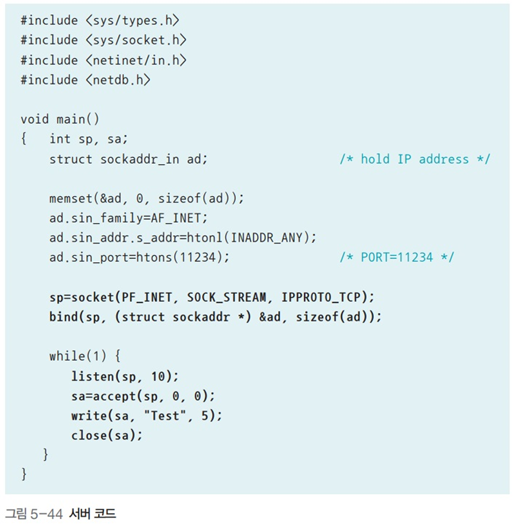 #include <sys/types.h>
#include <sys/socket.h>
#include <netinet/in.h>
#include <netdb.h>
void main()
{ int sp, sa;
struct sockaddr_in ad; /* hold IP address */
memset(&ad, 0, sizeof(ad));
ad.sin_family=AF_INET;
ad.sin_addr.s_addr=htonl(INADDR_ANY);
ad.sin_port=htons(11234); /* PORT=11234 */
sp=socket(PF_INET, SOCK_STREAM, IPPROTO_TCP);
bind(sp, (struct sockaddr *) &ad, sizeof(ad));
while(1) {
listen(sp, 10);
sa=accept(sp, 0, 0);
write(sa, "Test", 5);
close(sa);
}
}
그림 5-44 서버 코드